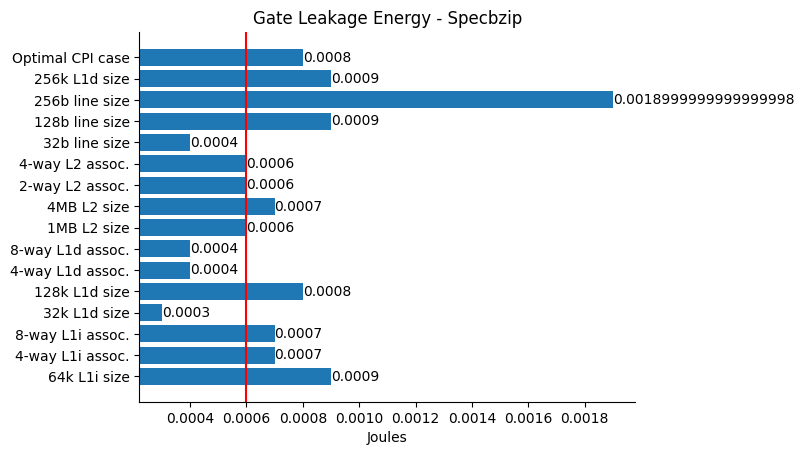 Gate Leakage Energy - Specbzip
Optimal CPI case 0.0008
256k L1d size 0.0009
256b line size 0.0018999999999999998
128b line size 0.0009
32b line size 0.0004
4-way L2 assoc. 0.0006
2-way L2 assoc. 0.0006
4MB L2 size 0.0007
1MB L2 size 0.0006
8-way L1d assoc. 0.0004
4-way L1d assoc. 0.0004
128k L1d size 0.0008
32k L1d size 0.0003
8-way L1i assoc. 0.0007
4-way L1i assoc. 0.0007
64k L1i size 0.0009
0.0004 0.0006 0.0008 0.0010 0.0012 0.0014 0.0016 0.0018
Joules